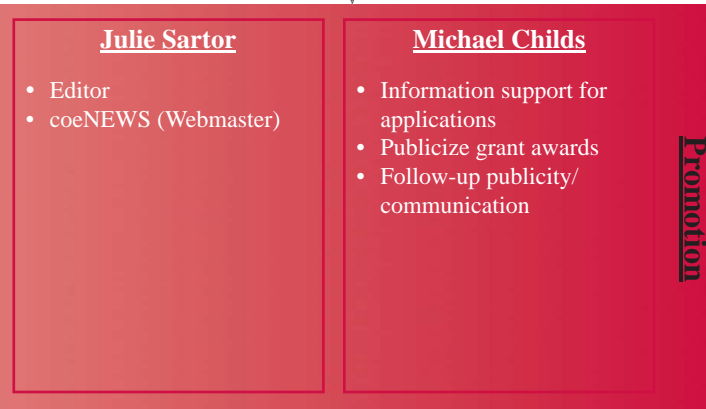 Julie Sartor
• Editor
• coeNEWS (Webmaster)
Michael Childs
• Information support for
applications
• Publicize grant awards
• Follow-up publicity/
communication
Promotion